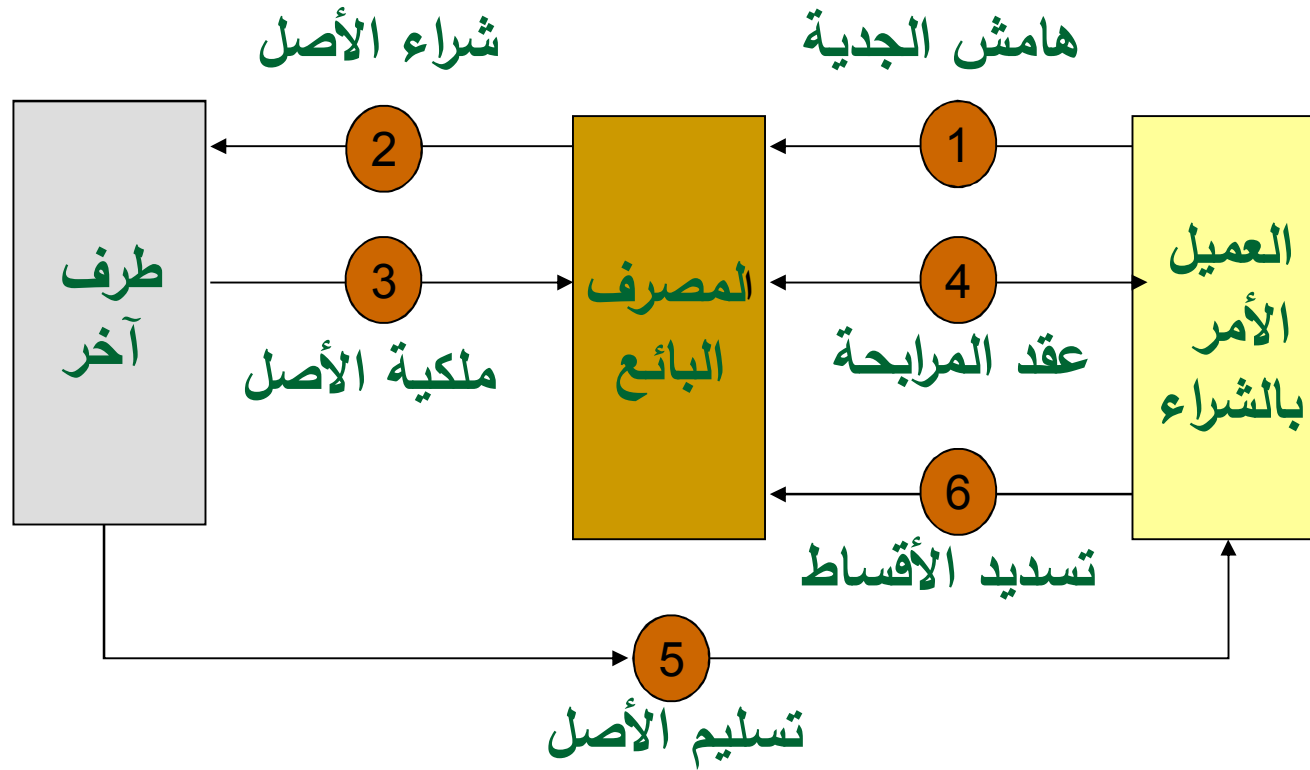 هامش الجدية
شراء الأصل
1
2
العميل
الأمر
بالشراء
المصرف
البائع
طرف
آخر
4
3
عقد المرابحة
ملكية الأصل
6
تسديد الأقساط
5
تسليم الأصل